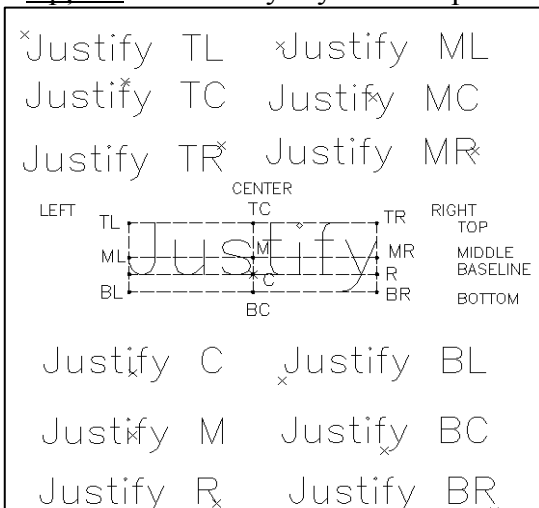 Justify TL Justify ML
Justify TC Justify MC
Justify TR Justify MR
CENTER
LEFT TL TC TR RIGHT
TOP
Justify
ML M MR MIDDLE
C R BASELINE
BL BC BR BOTTOM
Justify C Justify BL
Justify M Justify BC
Justify R Justify BR